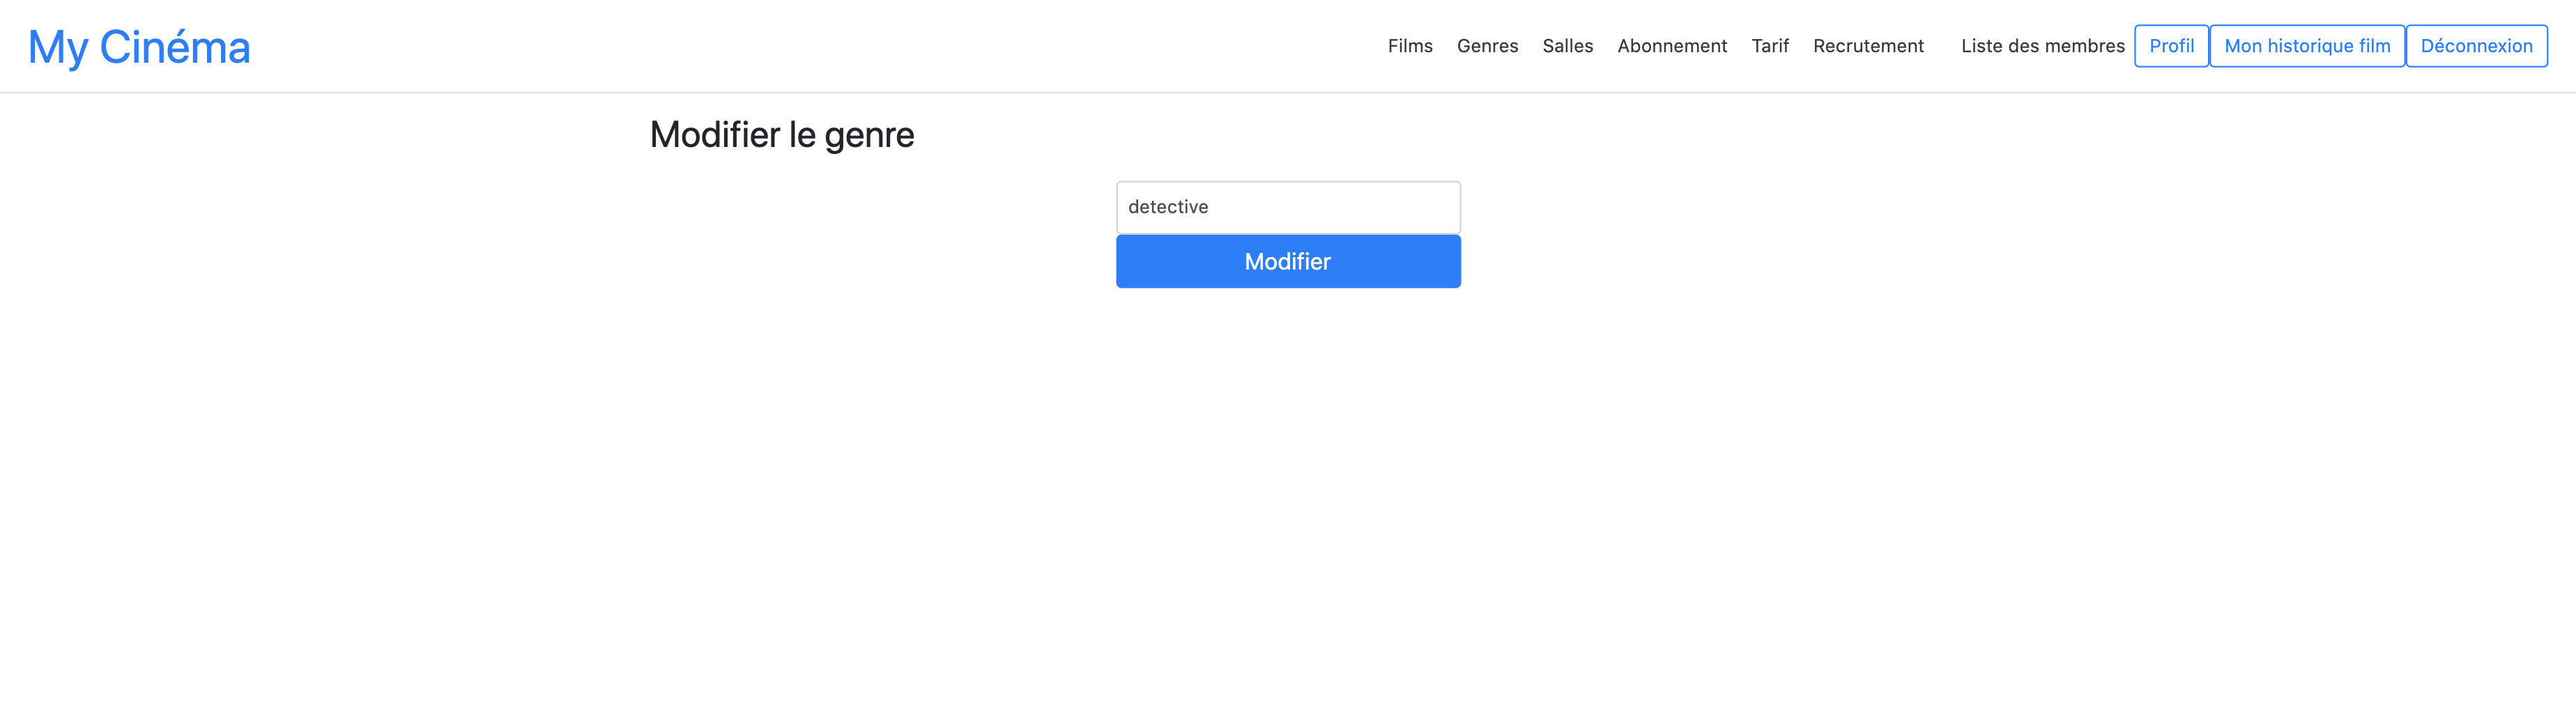 My Cinéma
Films Genres Salles Abonnement Tarif Recrutement Liste des membres Profil Mon historique film Déconnexion
Modifier le genre
detective
Modifier